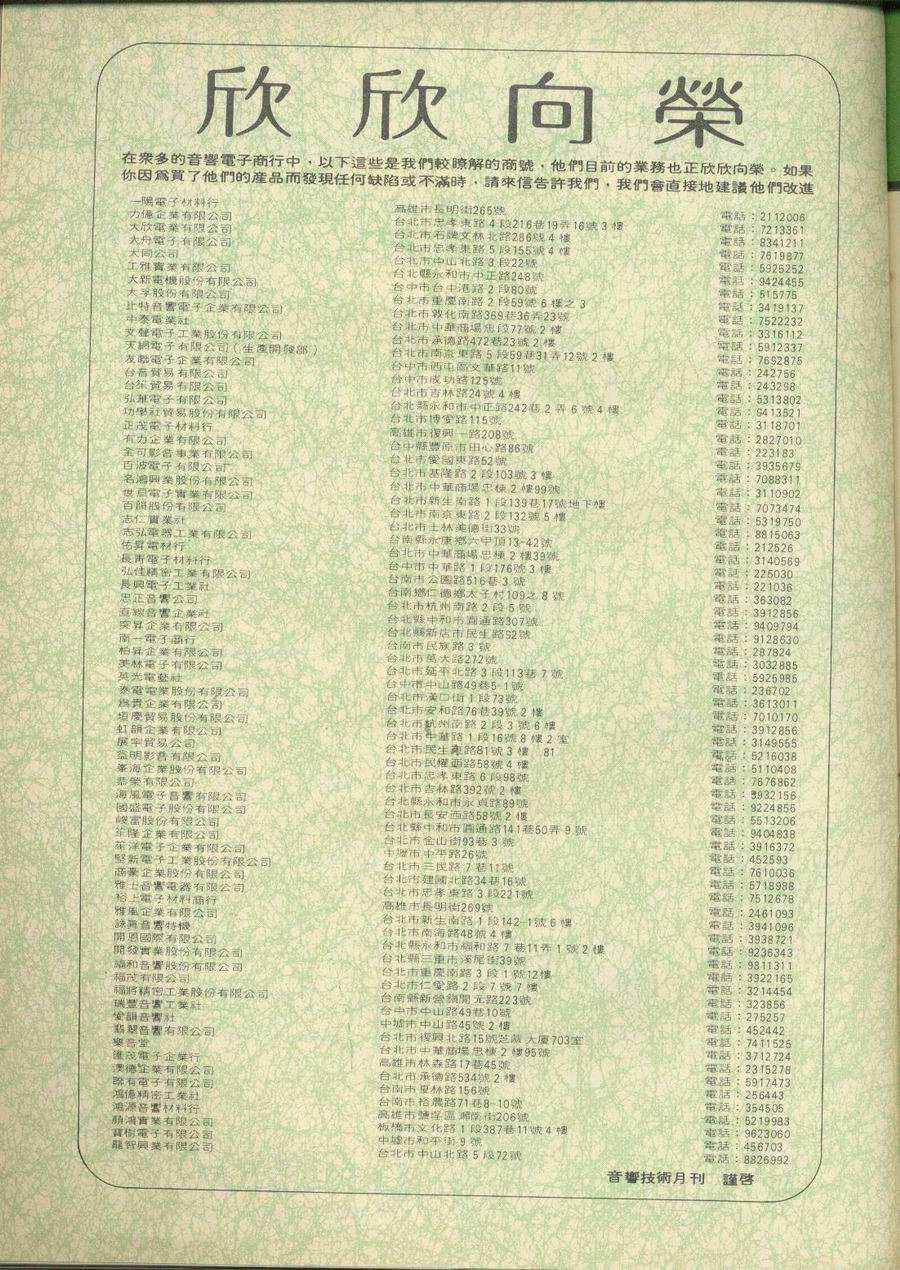 欣欣向榮
在衆多的音響電子商行中，以下這些是我們較瞭解的商號，他們目前的業務也正欣欣向榮。如果
你因爲買了他們的産品而發現任何缺陷或不滿時，請來信告訴我們，我們會直接地建議他們改進
一陽電子材料行 高雄市長明街265號 電話：2112006
力億企業有限公司 台北市忠孝東路4段216巷19弄16號3樓 電話：7213361
大欣電業有限公司 台北市石牌文林北路286號4樓 電話：8341211
大舟電子有限公司 台北市忠孝東路5段155號4樓 電話：7619877
大同公司 台北市中山北路3段22號 電話：5925252
工雅實業有限公司 台北縣永和市中正路248號 電話：9424455
大新電機股份有限公司 台中市台中港路2段80號 電話：515775
大孚股份有限公司 台北市重慶南路2段59號6樓之3 電話：3419137
比特音響電子企業有限公司 台北市敦化南路369巷36弄23號 電話：7522232
中泰電業社 台北市中華商場忠段77號2樓 電話：3316112
文聲電子工業股份有限公司 台北市承德路472巷23號2樓 電話：5912337
天網電子有限公司（生產開發部） 台北市南京東路5段59巷31弄12號2樓 電話：7692875
友聯電子企業有限公司 台中市西屯區文華路11號 電話：242756
台音貿易有限公司 台中市成功路125號 電話：243298
台笙貿易有限公司 台北市吉林路24號4樓 電話：5313802
弘華電子有限公司 台北縣永和市中正路242巷2弄6號4樓 電話：9413521
功學社貿易股份有限公司 台北市博愛路115號 電話：3118701
正茂電子材料行 高雄市復興一路208號 電話：2827010
有力企業有限公司 台中縣豐原市田心路86號 電話：223183
全可影音事業有限公司 台北市愛國東路52號 電話：3935679
百波電子有限公司 台北市基隆路2段103號3樓 電話：7088311
名鴻興業股份有限公司 台北市中華商場忠棟2樓99號 電話：3110902
世昌電子實業有限公司 台北市新生南路1段139巷17號地下樓 電話：7073474
百韻股份有限公司 台北市南京東路2段132號5樓 電話：5319750
志仁實業社 台北市士林美德街33號 電話：8815063
志弘電器工業有限公司 台南縣永康鄉六甲頂13-42號 電話：212526
佑昇電材行 台北市中華商場忠棟2樓39號 電話：3140569
長青電子材料行 台中市中華路1段176號3樓 電話：225030
弘佳精密工業有限公司 台南市公園路516巷3號 電話：221036
長興電子工業社 台南鄉仁德鄉太子村109之8號 電話：363082
忠正音響公司 台北市杭州南路2段5號 電話：3912856
直線音響企業社 台北縣中和市圓通路307號 電話：9409794
奕昇企業有限公司 台北縣新店市民生路92號 電話：9128630
南一電子商行 台南市民族路3號 電話：287824
柏昇企業有限公司 台北市萬大路272號 電話：3032885
美林電子有限公司 台北市延平北路3段113巷7號 電話：5925985
英光電藝社 台中市中山路49巷5-1號 電話：236702
泰電電業股份有限公司 台北市漢口街1段73號 電話：3613011
爲貴企業有限公司 台北市安和路76巷39號2樓 電話：7010170
垣慶貿易股份有限公司 台北市杭州南路2段3號6樓 電話：3912856
虹韻企業有限公司 台北市中華路1段16號8樓2室 電話：3149555
展宇貿易公司 台北市民生東路81號3樓 81 電話：5216038
益明影音有限公司 台北市民權西路58號4樓 電話：5110408
峯海企業股份有限公司 台北市忠孝東路6段98號 電話：7676862
恭榮有限公司 台北市吉林路392號2樓 電話：5932156
海風電子音響有限公司 台北縣永和市永貞路89號 電話：9224855
國盛電子股份有限公司 台北市長安西路58號2樓 電話：5513206
峻富股份有限公司 台北縣中和市圓通路141巷50弄9號 電話：9404838
笙隆企業有限公司 台北市金山街93巷3號 電話：3916372
笙洋電子企業有限公司 中壢市中平路26號 電話：452593
堅新電子工業股份有限公司 台北市三民路7巷11號 電話：7610036
商豪企業股份有限公司 台北市建國北路34巷16號 電話：5718988
雅士音響電器有限公司 台北市忠孝東路3段221號 電話：7512678
裕上電子材料商行 高雄市長明街269號 電話：2461093
雅風企業有限公司 台北市新生南路1段142-1號6樓 電話：3941096
詠真音響特機 台北市南海路48號4樓 電話：3938721
開恩國際有限公司 台北縣永和市福和路7巷11弄1號2樓 電話：9236343
開發實業股份有限公司 台北縣三重市溪尾街39號 電話：9811311
福和音響股份有限公司 台北市重慶南路3段1號12樓 電話：3922165
福茂有限公司 台北市仁愛路2段7號7樓 電話：3214454
福將精密工業股份有限公司 台南縣新營鎮開元路223號 電話：323856
瑞豐音響工業社 台中市中山路49巷10號 電話：275257
愛韻音響社 中壢市中山路45號2樓 電話：452442
翡翠音響有限公司 台北市復興北路15號芝蔴大廈703室 電話：7411525
樂音堂 台北市中華商場忠棟2樓95號 電話：3712724
匯茂電子企業行 高雄市林森路17巷45號 電話：2315278
澳德企業有限公司 台北市承德路534號2樓 電話：5917473
聯有電子有限公司 台南市夏林路156號 電話：256443
鴻億精密工業社 台南市裕農路71巷8-10號 電話：354505
鴻源音響材料行 高雄市鹽埕區瀨南街206號 電話：5219983
顏鴻實業有限公司 板橋市文化路1段387巷11號4樓 電話：9623060
寶樹電子有限公司 中壢市和平街9號 電話：456703
龍智興業有限公司 台北市中山北路5段72號 電話：8826992
音響技術月刊 謹啓